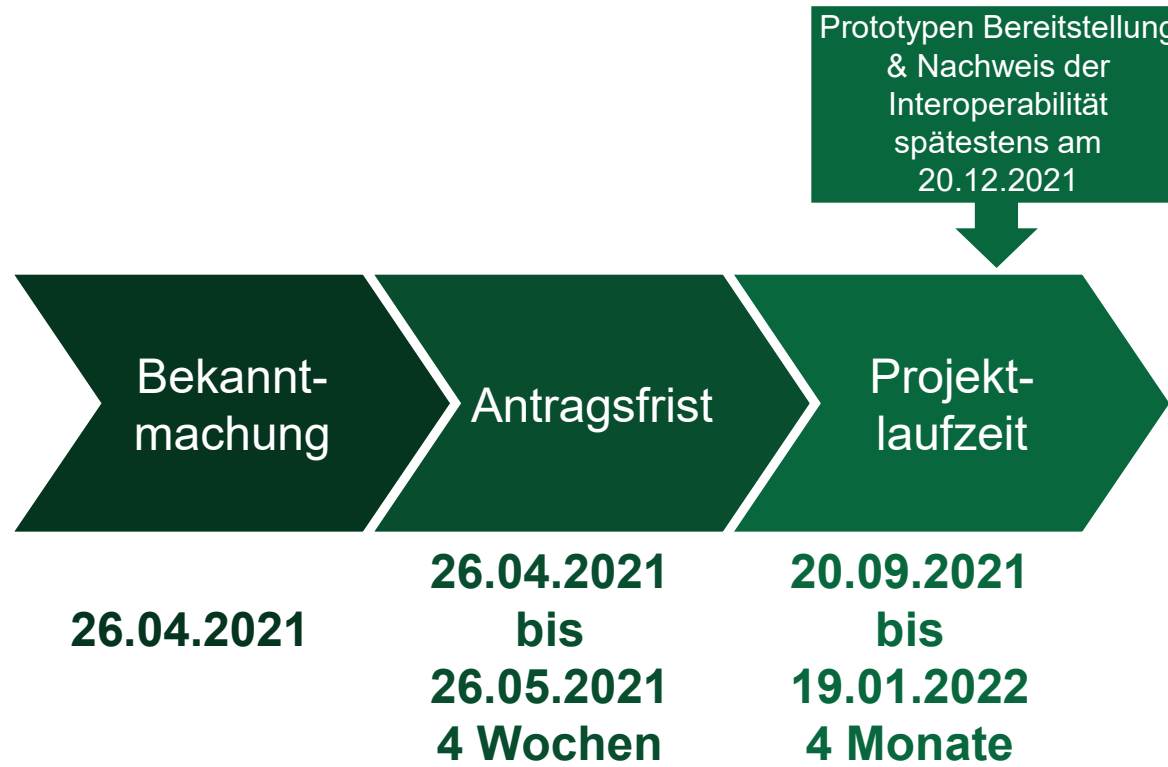 Prototypen Bereitstellung
& Nachweis der
Interoperabilität
spätestens am
20.12.2021
Bekannt-
machung
Antragsfrist
Projekt-
laufzeit
26.04.2021
26.04.2021
bis
26.05.2021
4 Wochen
20.09.2021
bis
19.01.2022
4 Monate